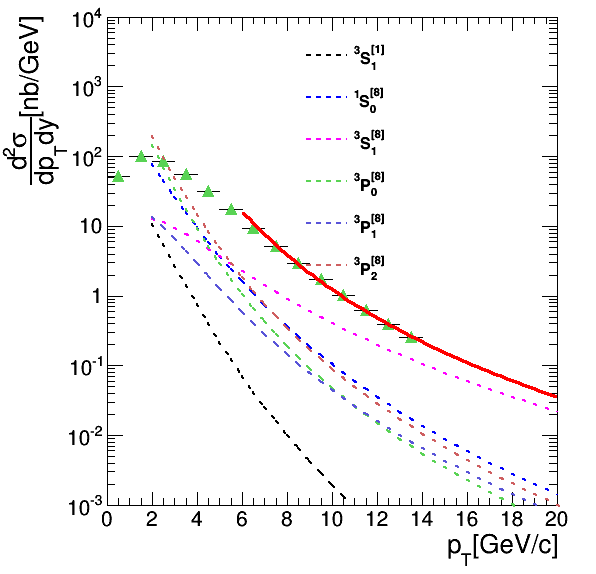 d²σ/dp_T dy [nb/GeV]
10⁴
10³
10²
10
1
10⁻¹
10⁻²
10⁻³
³S₁^[1]
¹S₀^[8]
³S₁^[8]
³P₀^[8]
³P₁^[8]
³P₂^[8]
0 2 4 6 8 10 12 14 16 18 20
p_T[GeV/c]